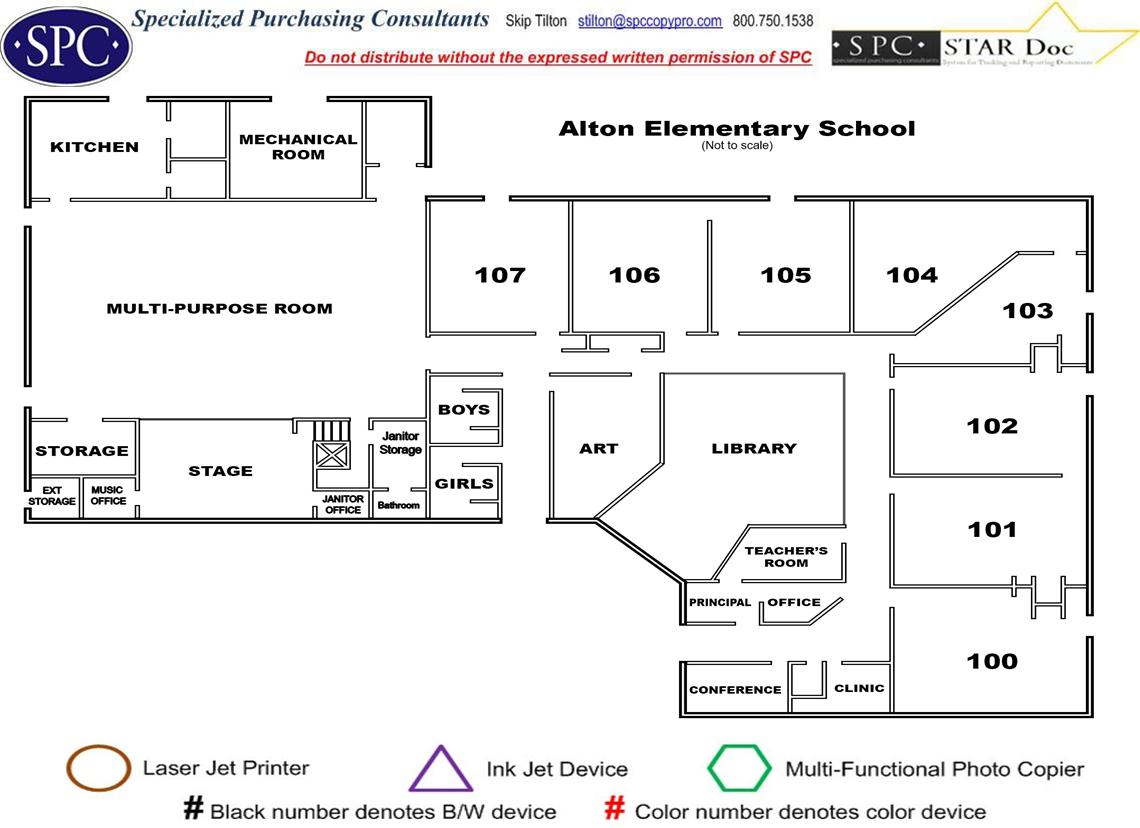 SPC
Specialized Purchasing Consultants Skip Tilton stilton@spccopypro.com 800.750.1538
Do not distribute without the expressed written permission of SPC
SPC STAR Doc
specialized purchasing consultants System for Tracking and Reporting Documents
Alton Elementary School
(Not to scale)
KITCHEN
MECHANICAL
ROOM
107
106
105
104
103
MULTI-PURPOSE ROOM
BOYS
102
Janitor
Storage
ART
LIBRARY
STORAGE
STAGE
GIRLS
EXT
STORAGE
MUSIC
OFFICE
JANITOR
OFFICE
Bathroom
101
TEACHER'S
ROOM
PRINCIPAL
OFFICE
100
CONFERENCE
CLINIC
Laser Jet Printer
Ink Jet Device
Multi-Functional Photo Copier
# Black number denotes B/W device
# Color number denotes color device